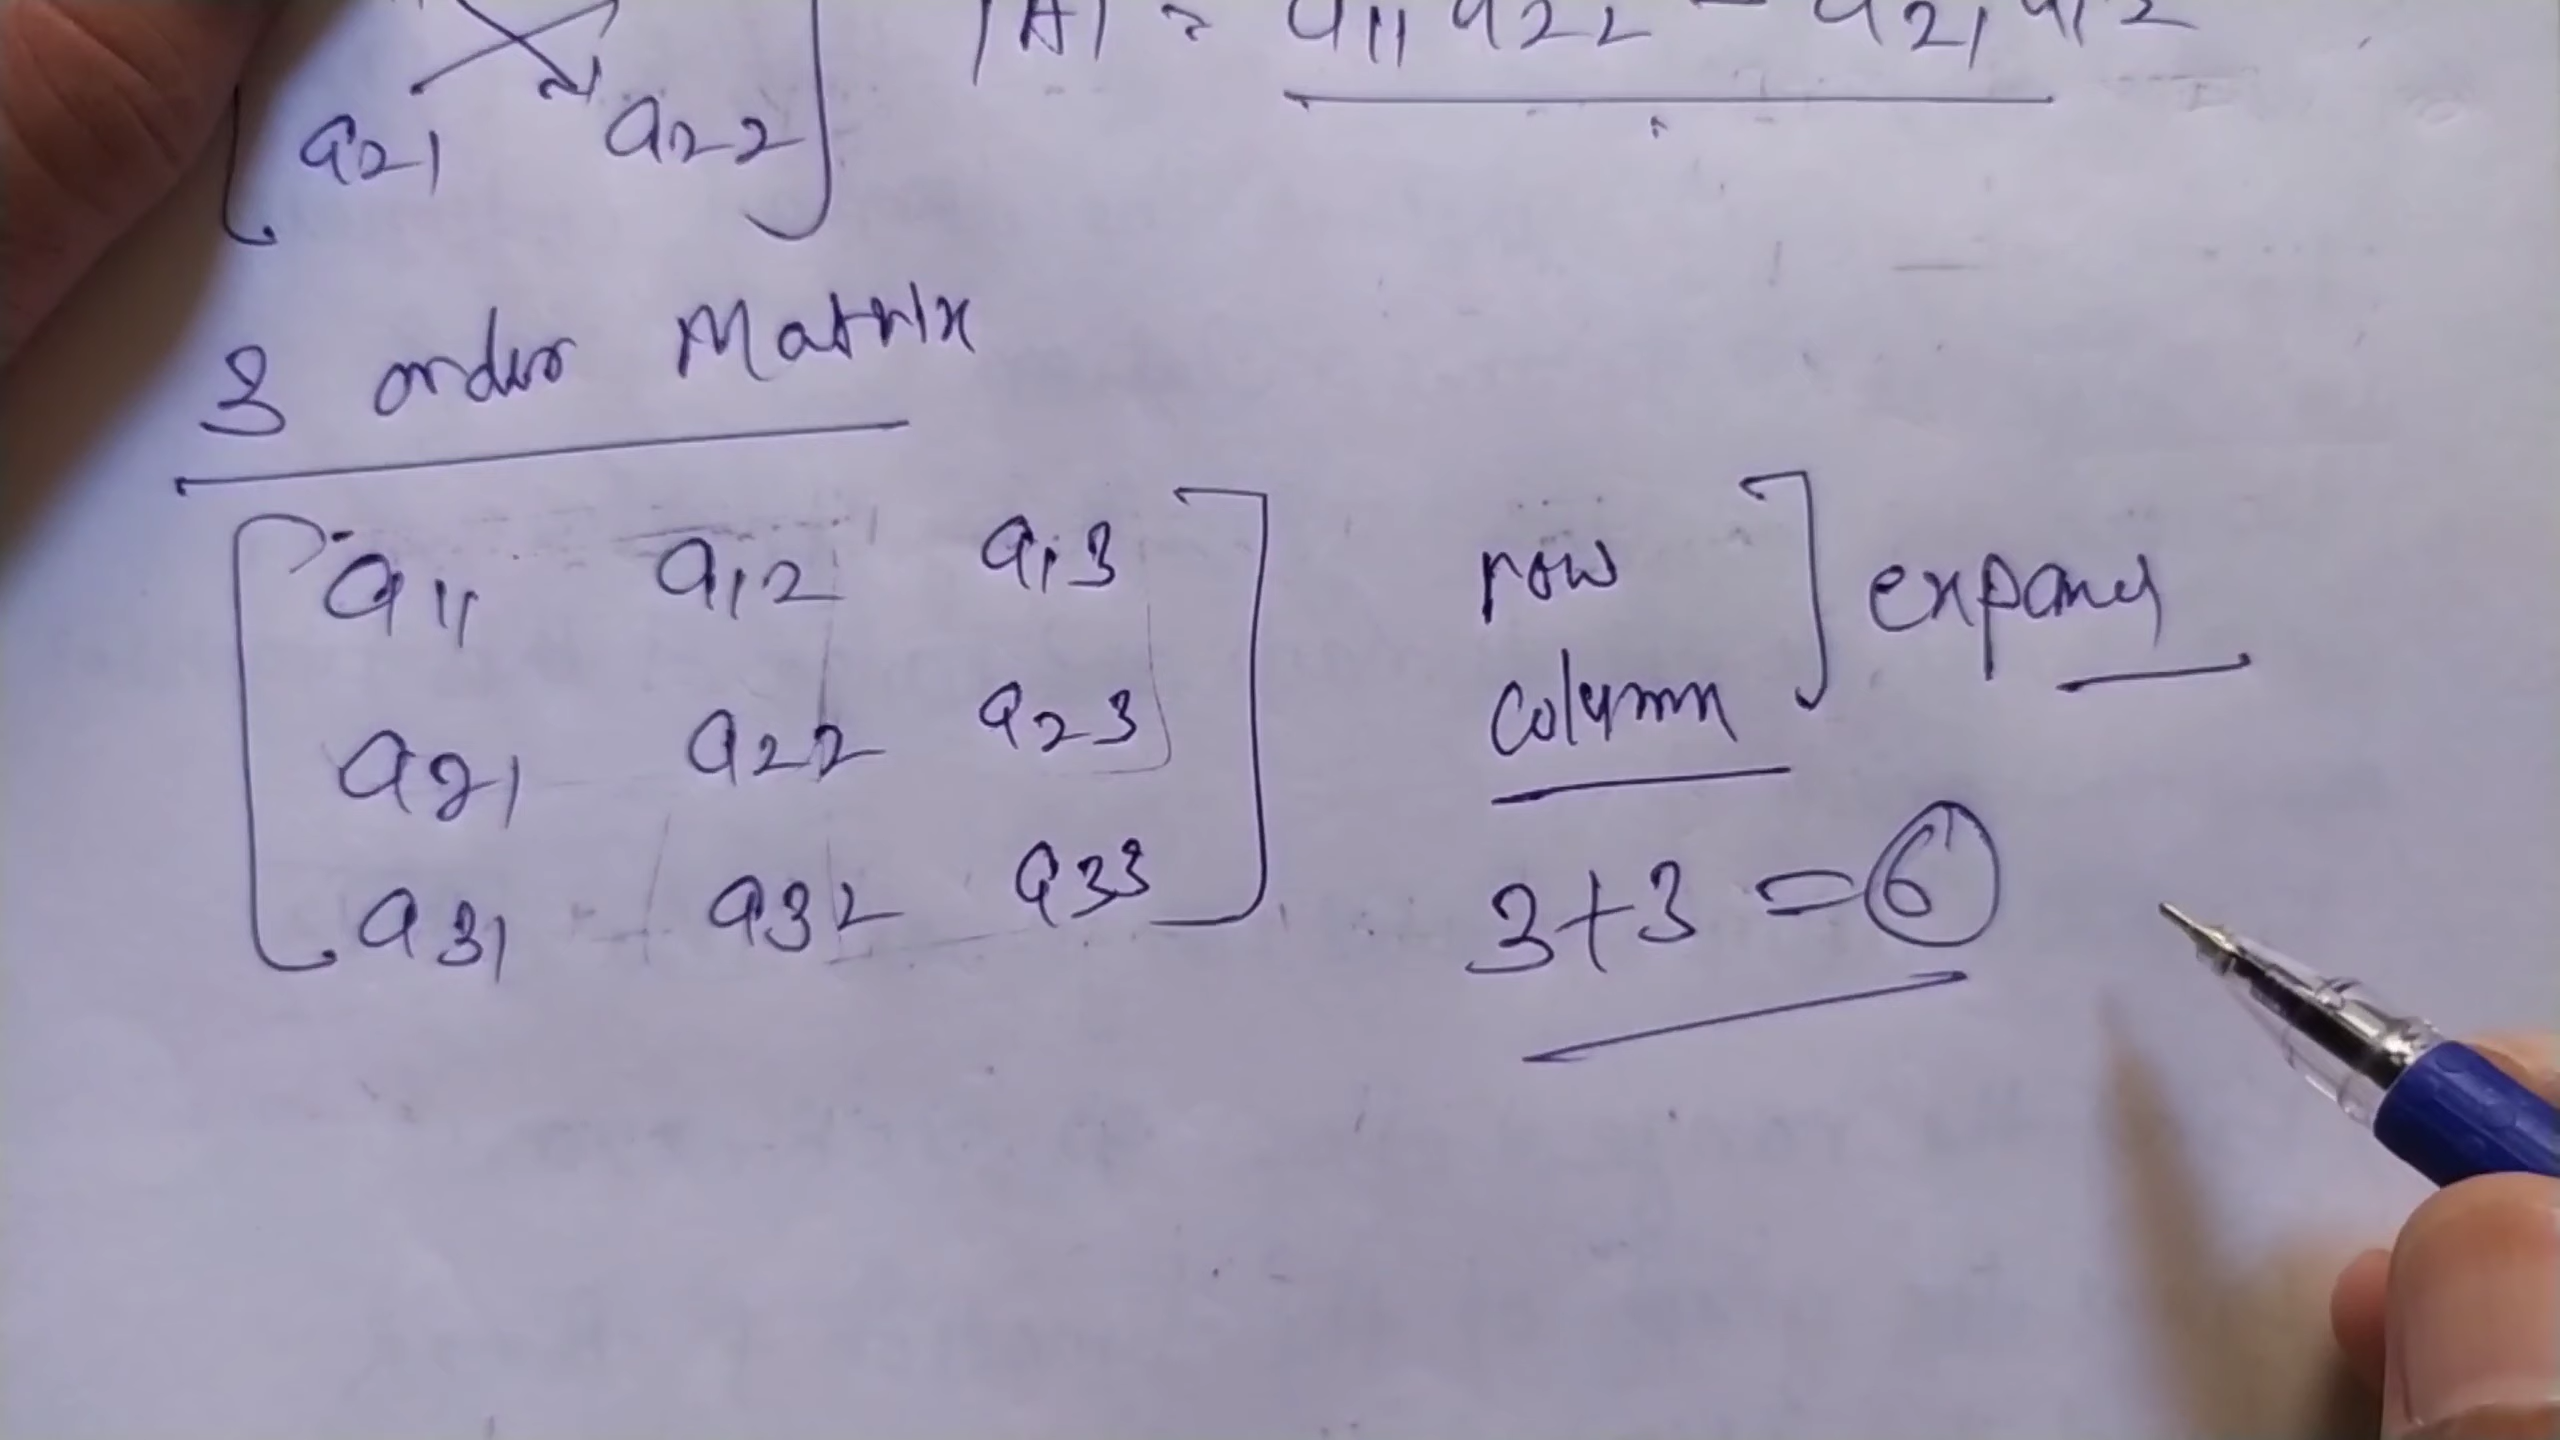 |A| = a11 a22 - a21 a12
a21 a22
3 order Matrix
a11 a12 a13
a21 a22 a23
a31 a32 a33
row
column
expand
3+3 = 6